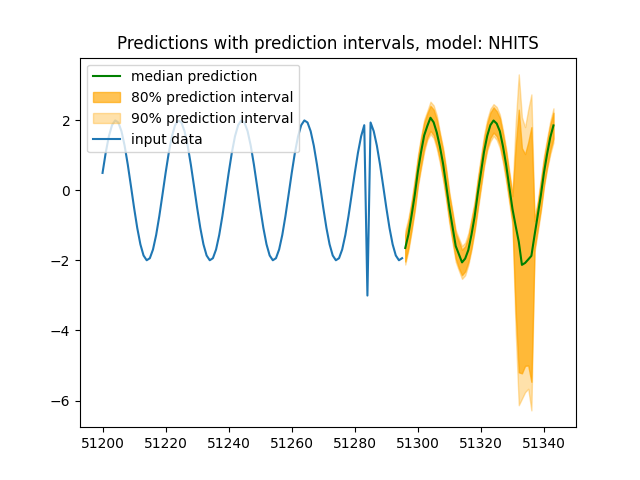 Predictions with prediction intervals, model: NHITS
median prediction
80% prediction interval
90% prediction interval
input data
2
0
−2
−4
−6
51200 51220 51240 51260 51280 51300 51320 51340